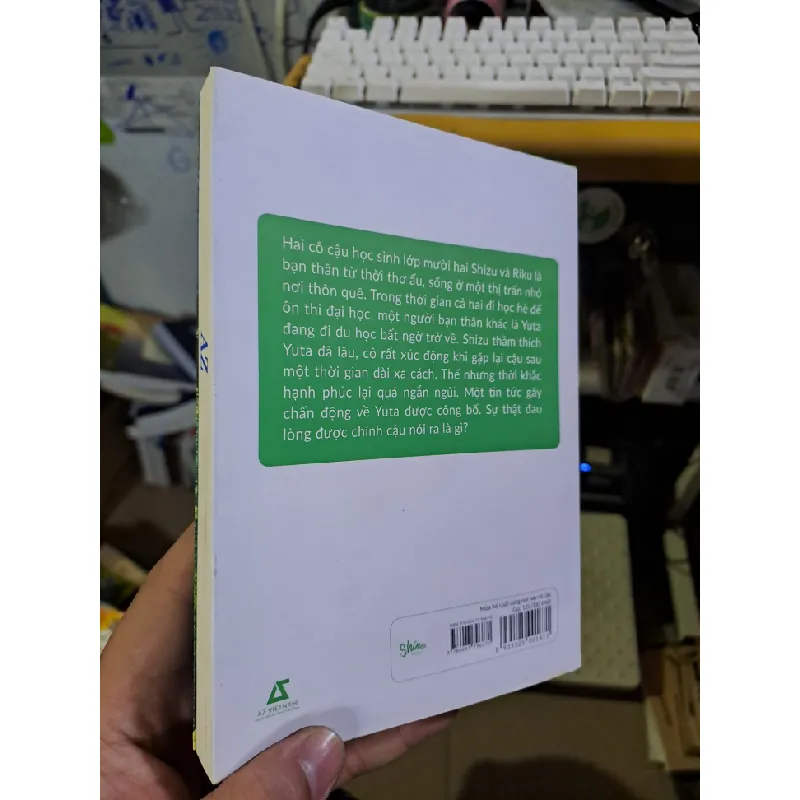 Hai cô cậu học sinh lớp mười hai Shizu và Riku là
bạn thân từ thời thơ ấu, sống ở một thị trấn nhỏ
nơi thôn quê. Trong thời gian cả hai đi học hè để
ôn thi đại học, một người bạn thân khác là Yuta
đang đi du học bất ngờ trở về. Shizu thầm thích
Yuta đã lâu, cô rất xúc động khi gặp lại cậu sau
một thời gian dài xa cách. Thế nhưng thời khắc
hạnh phúc lại quá ngắn ngủi. Một tin tức gây
chấn động về Yuta được công bố. Sự thật đau
lòng được chính cậu nói ra là gì?
AZ
Shine
AZ VIETNAM